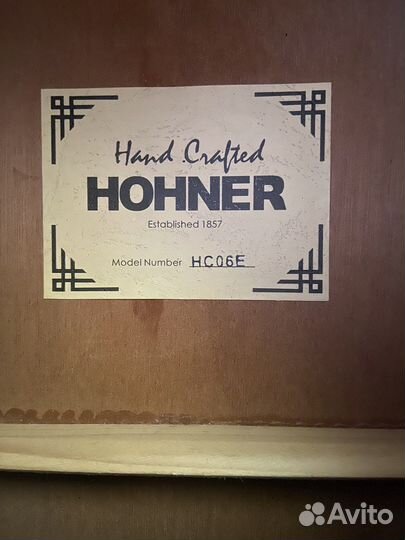 Hand Crafted
HOHNER
Established 1857
Model Number HC06E
Avito